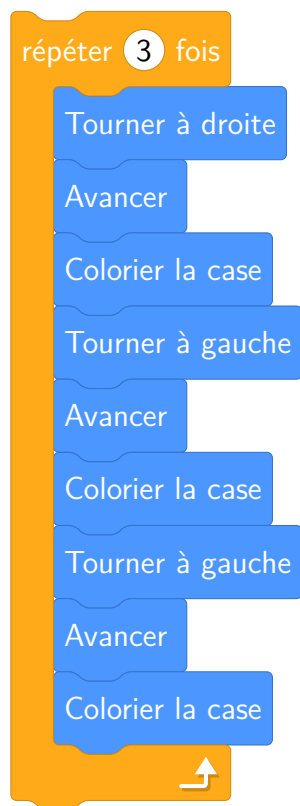 répéter 3 fois
Tourner à droite
Avancer
Colorier la case
Tourner à gauche
Avancer
Colorier la case
Tourner à gauche
Avancer
Colorier la case